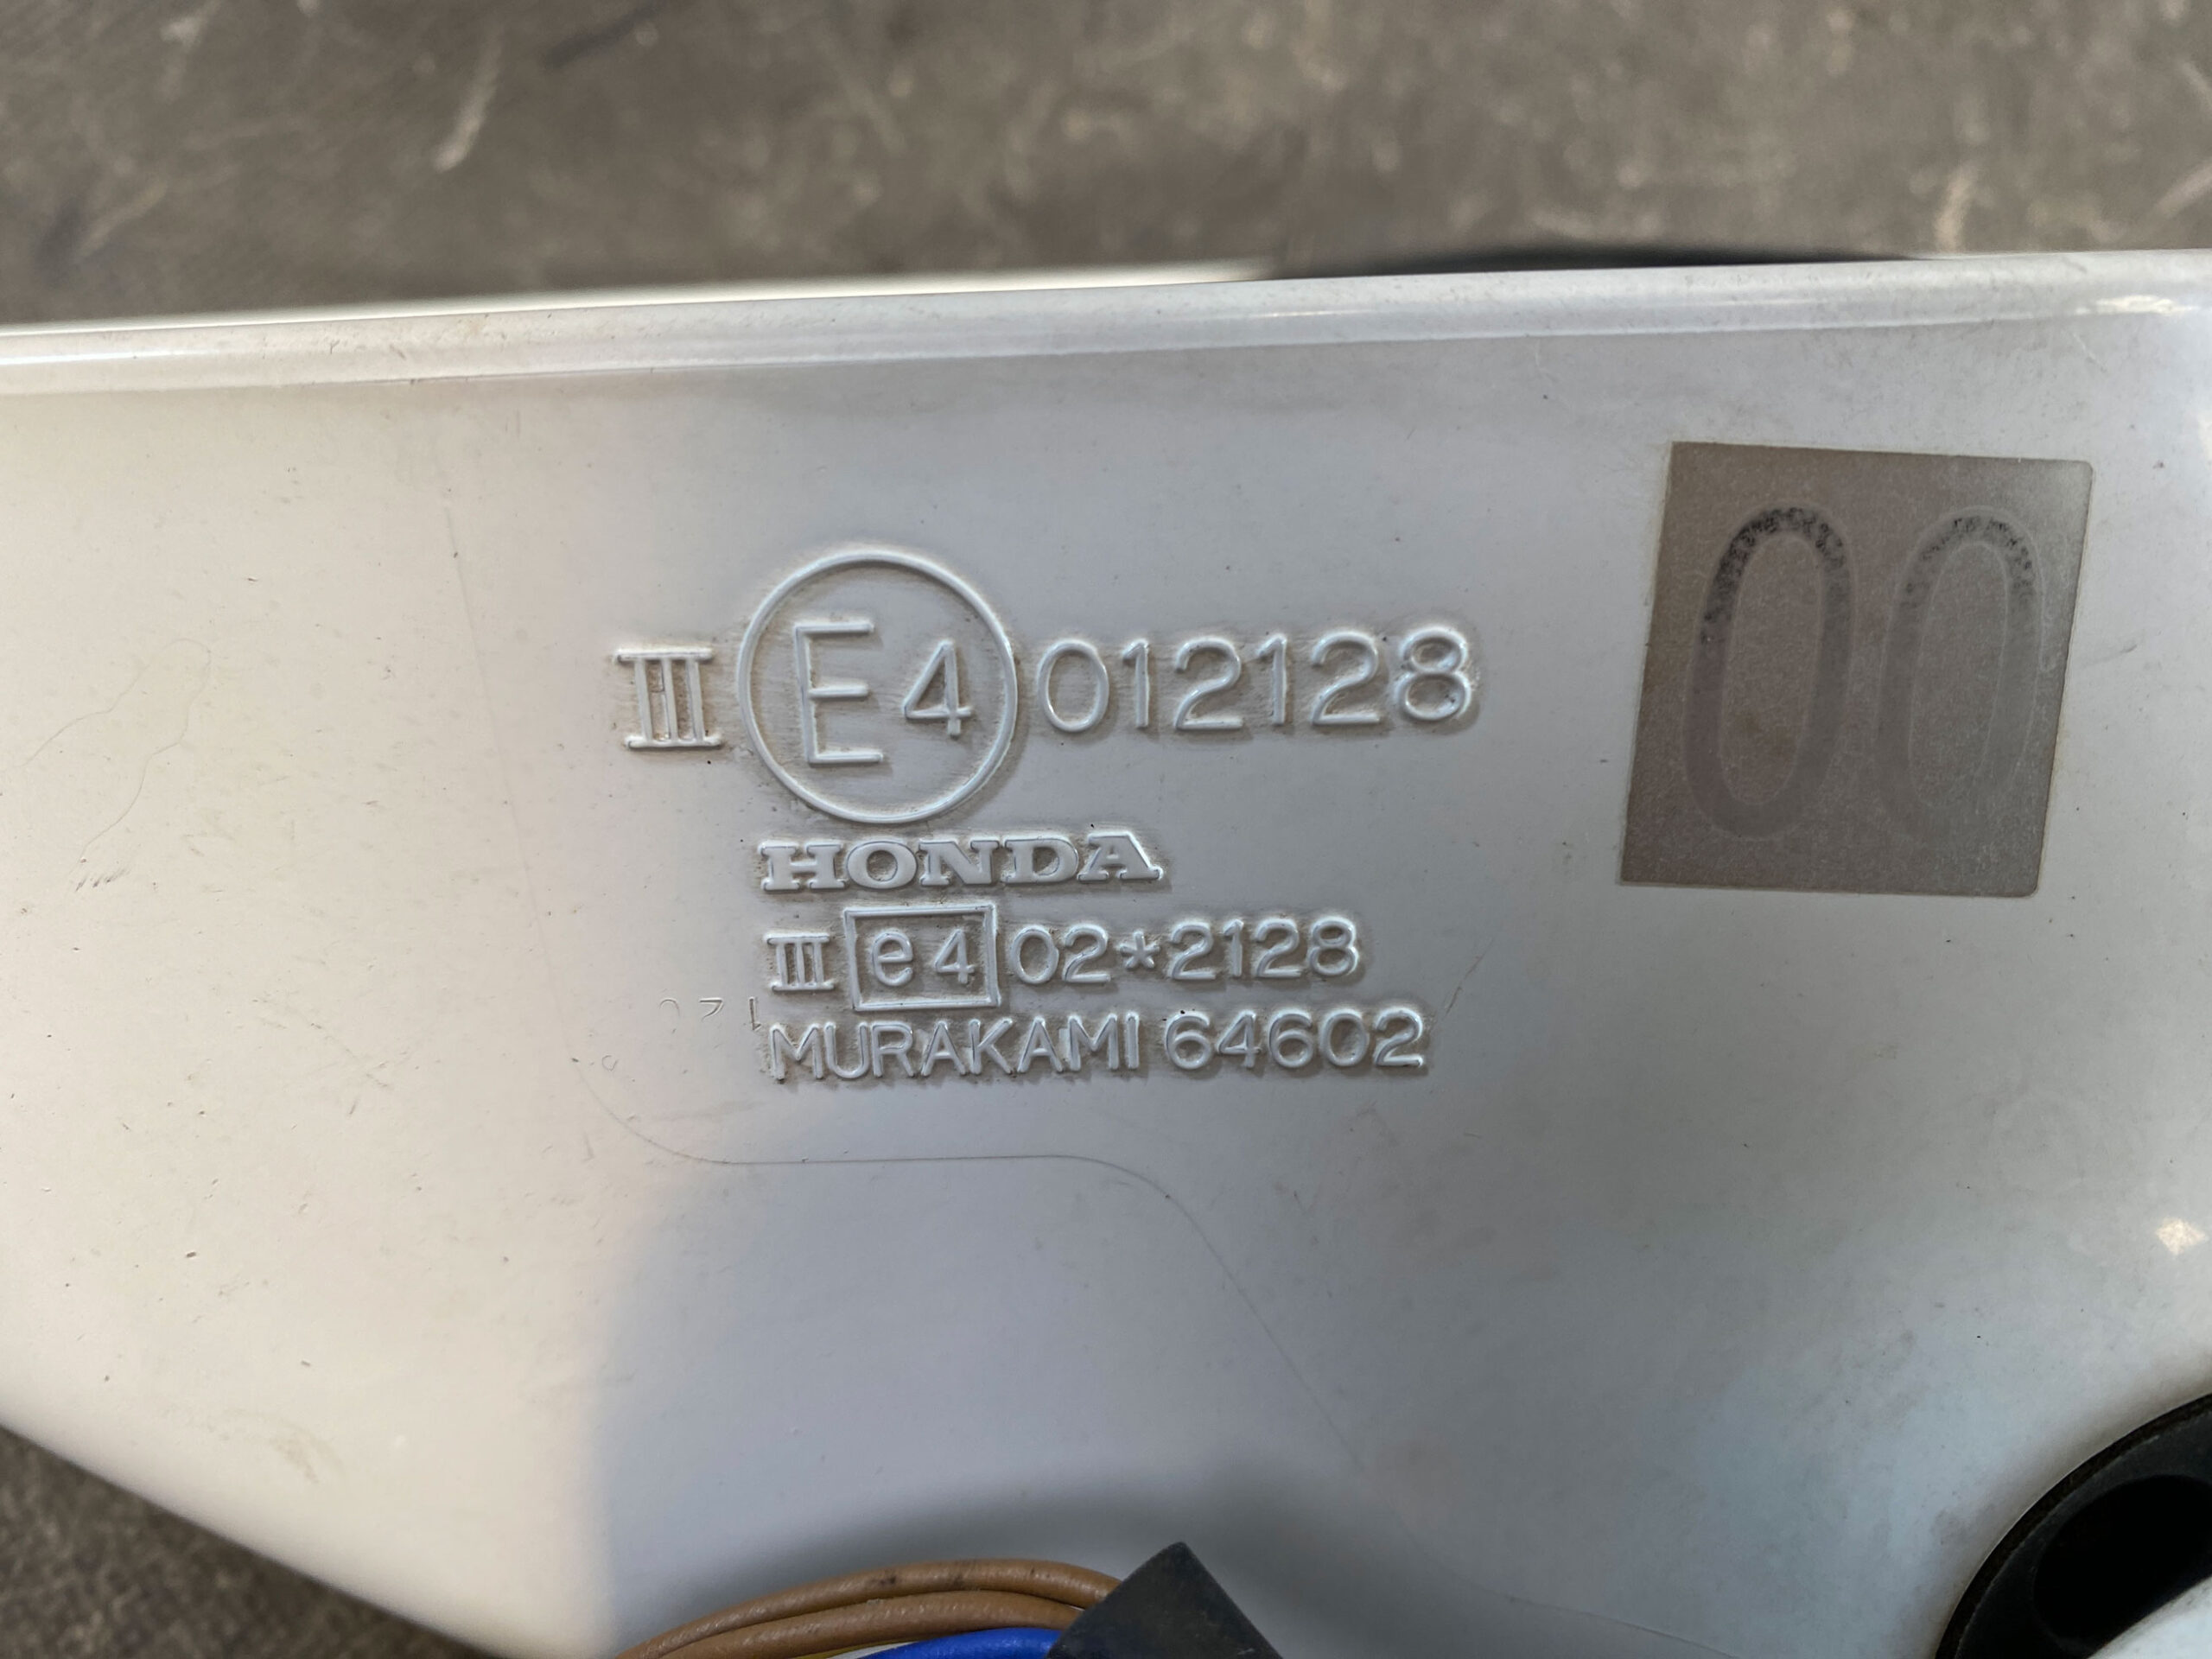 III E4 012128
00
HONDA
III e4 02*2128
MURAKAMI 64602